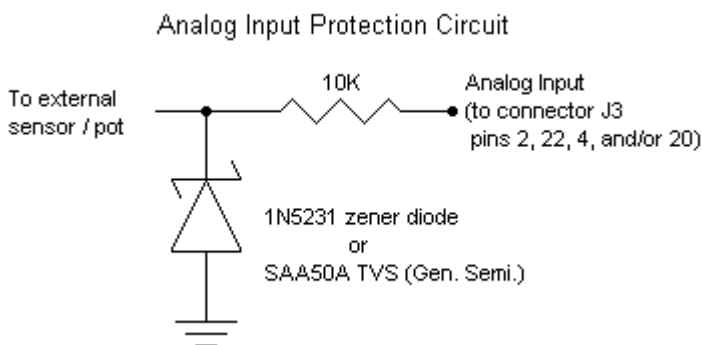 Analog Input Protection Circuit
To external
sensor / pot
10K
Analog Input
(to connector J3
pins 2, 22, 4, and/or 20)
1N5231 zener diode
or
SAA50A TVS (Gen. Semi.)